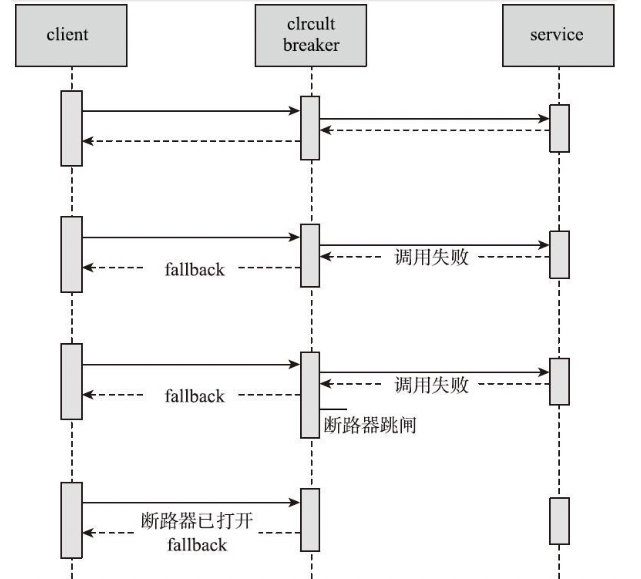 client
clrcult
breaker
service
fallback
调用失败
fallback
调用失败
断路器跳闸
断路器已打开
fallback